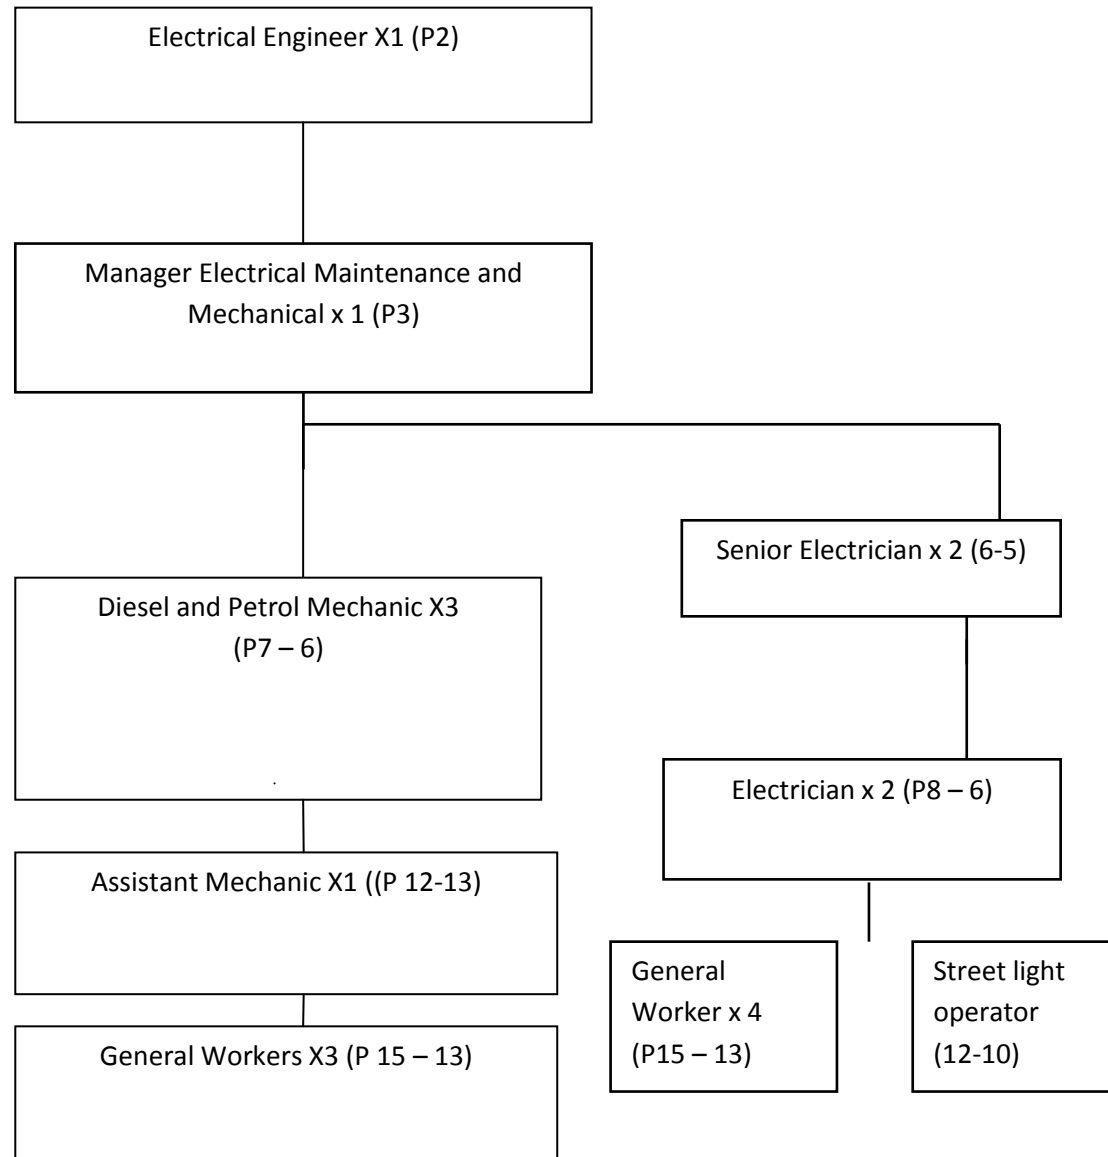 Electrical Engineer X1 (P2)
Manager Electrical Maintenance and
Mechanical x 1 (P3)
Senior Electrician x 2 (6-5)
Diesel and Petrol Mechanic X3
(P7 – 6)
.
Electrician x 2 (P8 – 6)
Assistant Mechanic X1 ((P 12-13)
General
Worker x 4
(P15 – 13)
Street light
operator
(12-10)
General Workers X3 (P 15 – 13)